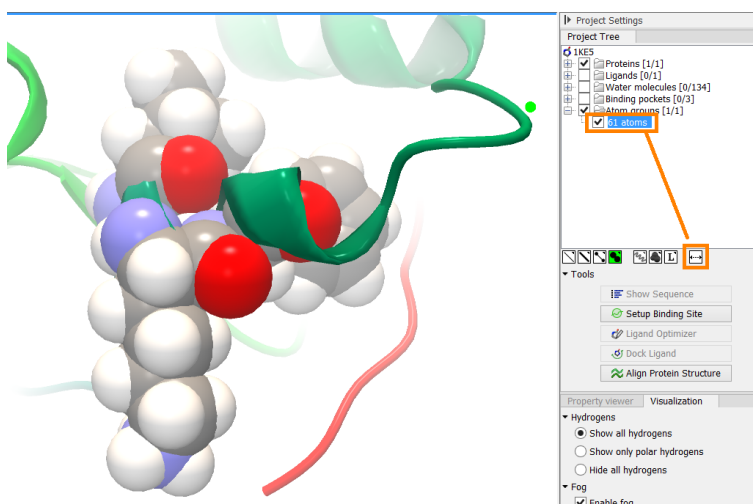 Project Settings
Project Tree
1KE5
Proteins [1/1]
Ligands [0/1]
Water molecules [0/134]
Binding pockets [0/3]
Atom groups [1/1]
61 atoms
L
Tools
Show Sequence
Setup Binding Site
Ligand Optimizer
Dock Ligand
Align Protein Structure
Property viewer Visualization
Hydrogens
Show all hydrogens
Show only polar hydrogens
Hide all hydrogens
Fog
Enable fog